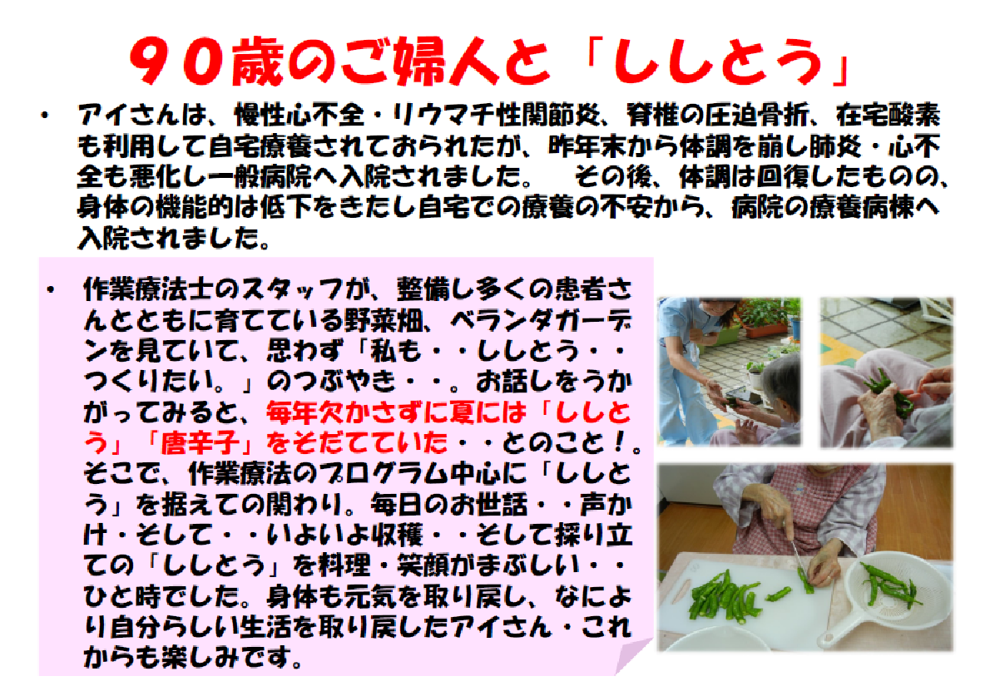 ９０歳のご婦人と「ししとう」
・ アイさんは、慢性心不全・リウマチ性関節炎、脊椎の圧迫骨折、在宅酸素
も利用して自宅療養されておられたが、昨年末から体調を崩し肺炎・心不
全も悪化し一般病院へ入院されました。　その後、体調は回復したものの、
身体の機能的は低下をきたし自宅での療養の不安から、病院の療養病棟へ
入院されました。
・ 作業療法士のスタッフが、整備し多くの患者さ
んとともに育てている野菜畑、ベランダガーデ
ンを見ていて、思わず「私も・・ししとう・・
つくりたい。」のつぶやき・・。お話しをうか
がってみると、毎年欠かさずに夏には「ししと
う」「唐辛子」をそだてていた・・とのこと！。
そこで、作業療法のプログラム中心に「ししと
う」を据えての関わり。毎日のお世話・・声か
け・そして・・いよいよ収穫・・そして採り立
ての「ししとう」を料理・笑顔がまぶしい・・
ひと時でした。身体も元気を取り戻し、なによ
り自分らしい生活を取り戻したアイさん・これ
からも楽しみです。